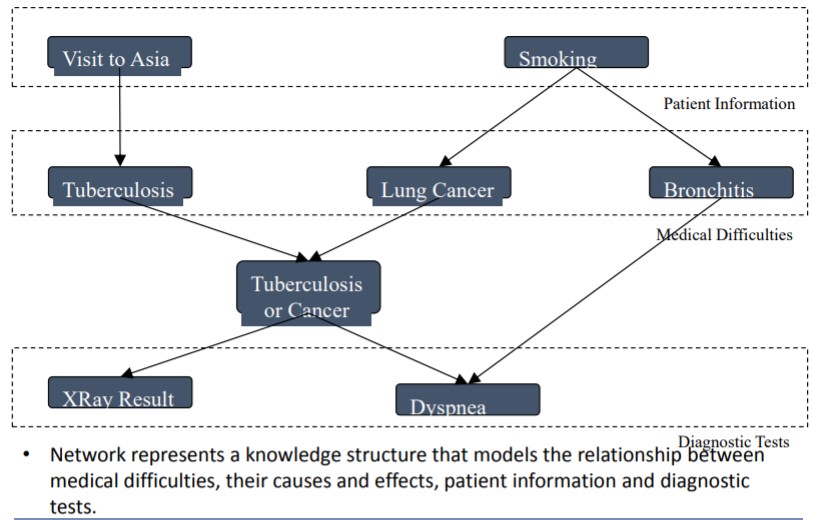 Visit to Asia
Smoking
Patient Information
Tuberculosis
Lung Cancer
Bronchitis
Medical Difficulties
Tuberculosis
or Cancer
XRay Result
Dyspnea
Diagnostic Tests
• Network represents a knowledge structure that models the relationship between
medical difficulties, their causes and effects, patient information and diagnostic
tests.